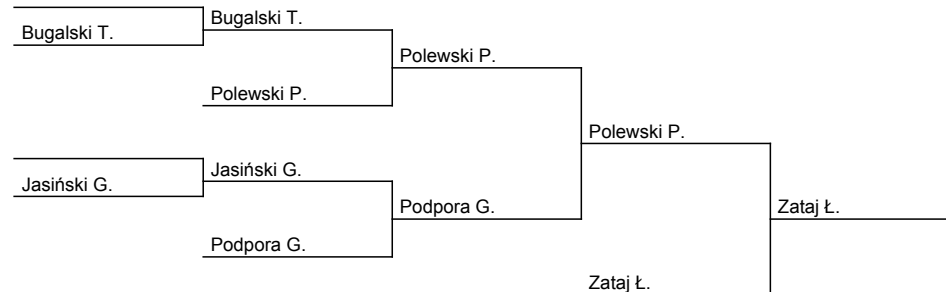 Bugalski T.
Bugalski T.
Polewski P.
Polewski P.
Polewski P.
Jasiński G.
Jasiński G.
Podpora G.
Zataj Ł.
Podpora G.
Zataj Ł.